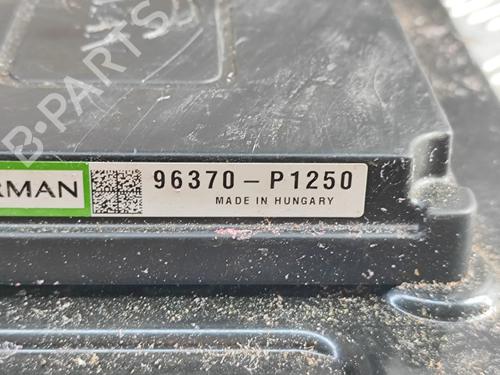 B-PARTS
RMAN
96370-P1250
MADE IN HUNGARY